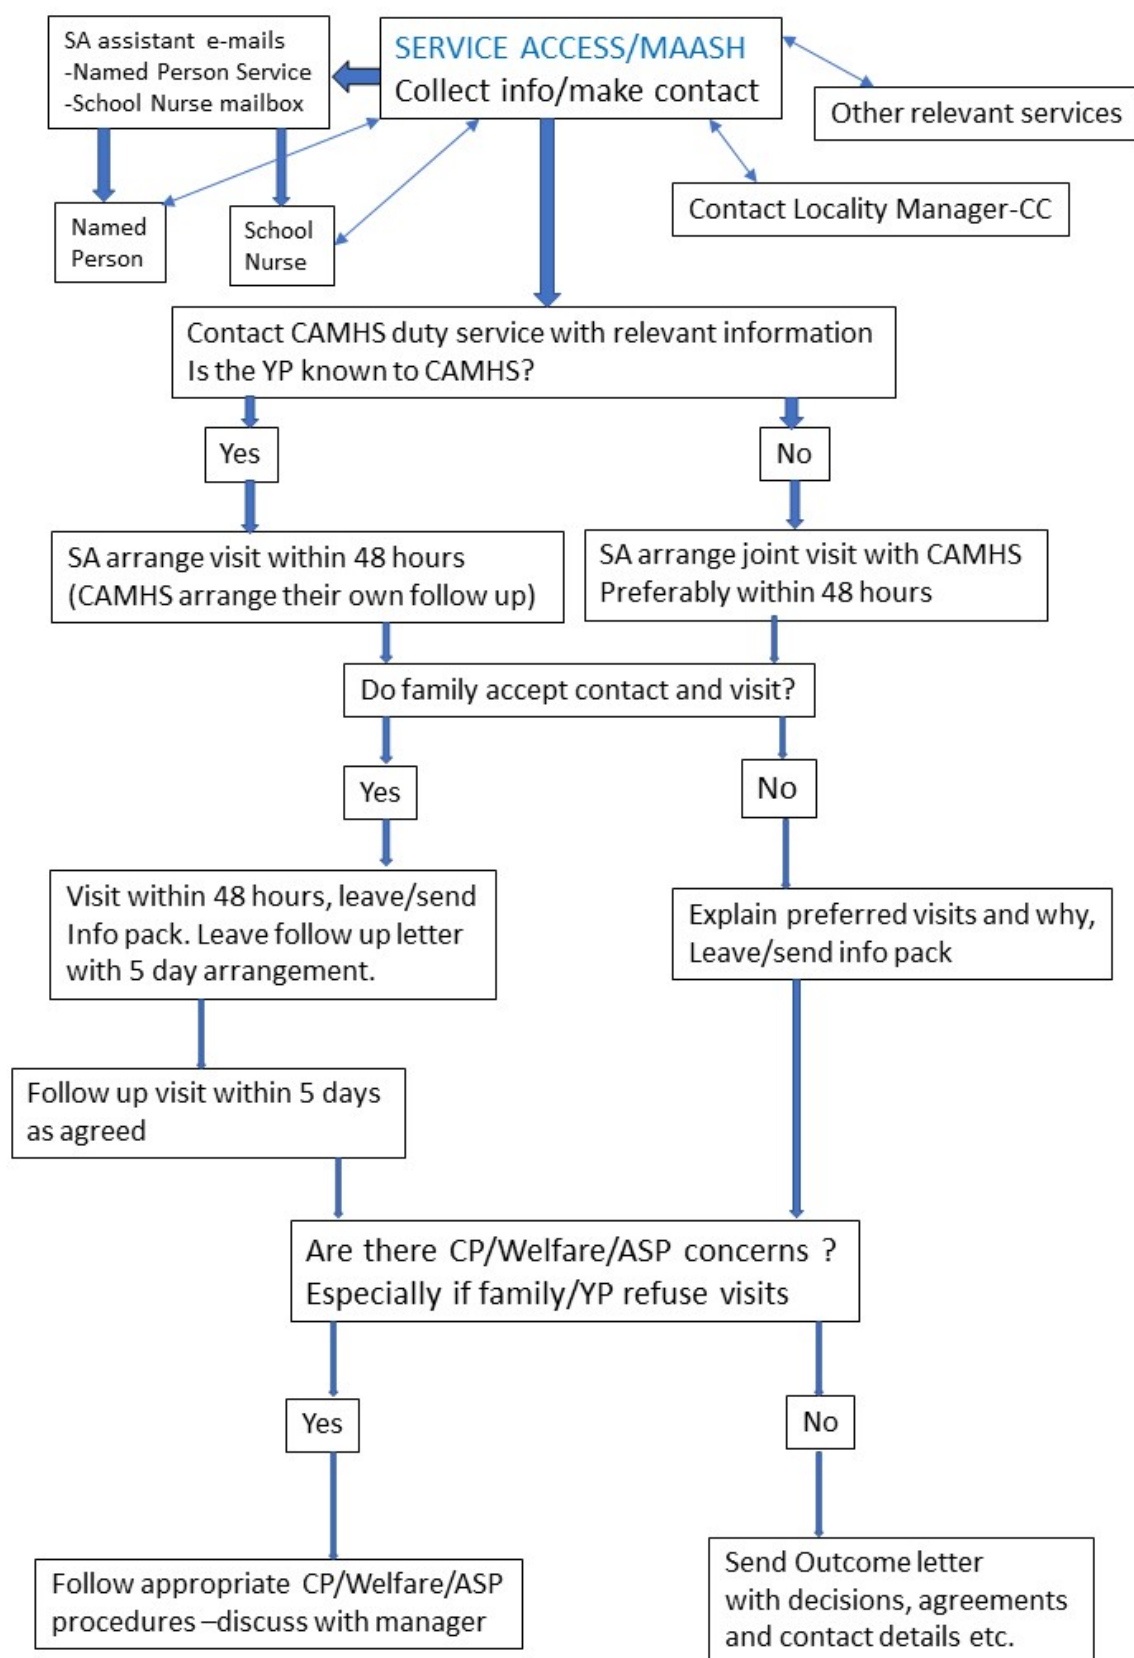 SA assistant e-mails
-Named Person Service
-School Nurse mailbox
SERVICE ACCESS/MAASH
Collect info/make contact
Other relevant services
Contact Locality Manager-CC
Named
Person
School
Nurse
Contact CAMHS duty service with relevant information
Is the YP known to CAMHS?
Yes
No
SA arrange visit within 48 hours
(CAMHS arrange their own follow up)
SA arrange joint visit with CAMHS
Preferably within 48 hours
Do family accept contact and visit?
Yes
No
Visit within 48 hours, leave/send
Info pack. Leave follow up letter
with 5 day arrangement.
Explain preferred visits and why,
Leave/send info pack
Follow up visit within 5 days
as agreed
Are there CP/Welfare/ASP concerns ?
Especially if family/YP refuse visits
Yes
No
Follow appropriate CP/Welfare/ASP
procedures –discuss with manager
Send Outcome letter
with decisions, agreements
and contact details etc.